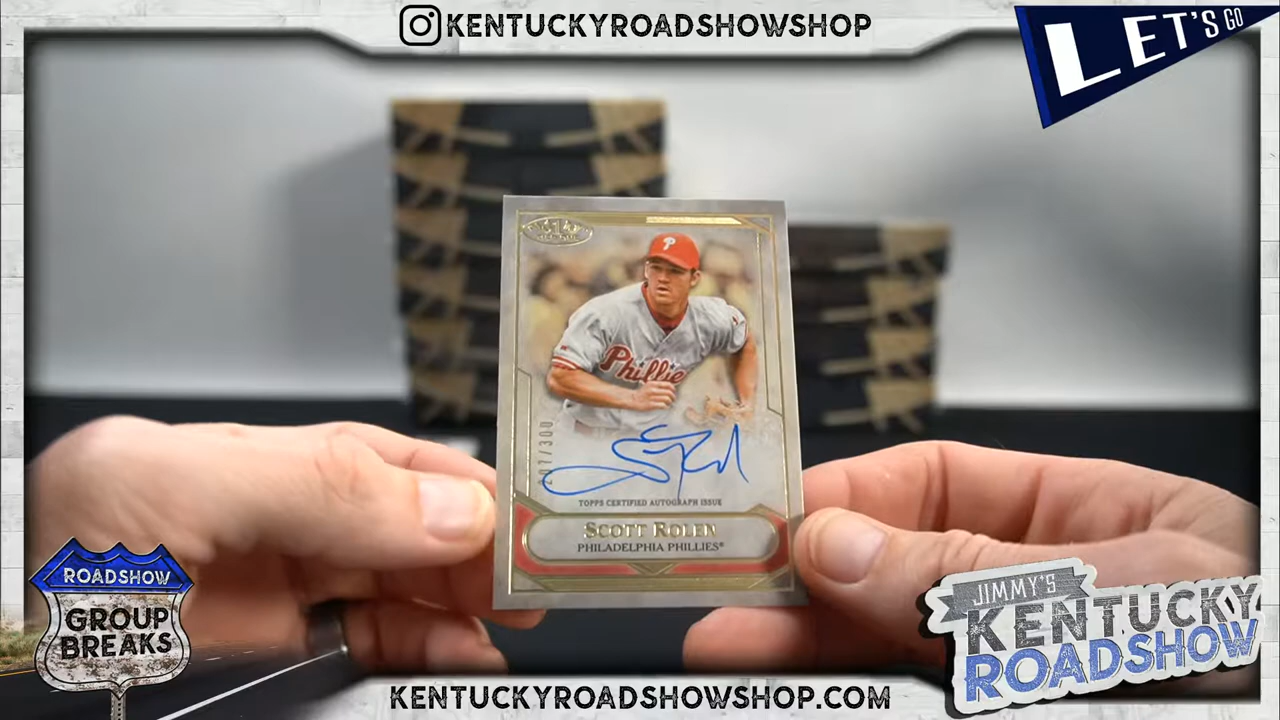 KENTUCKYROADSHOWSHOP
LET'S GO
P
Phillies
/300
TOPPS CERTIFIED AUTOGRAPH ISSUE
SCOTT ROLEN
PHILADELPHIA PHILLIES®
ROADSHOW
GROUP
BREAKS
JIMMY'S
KENTUCKY
ROADSHOW
KENTUCKYROADSHOWSHOP.COM